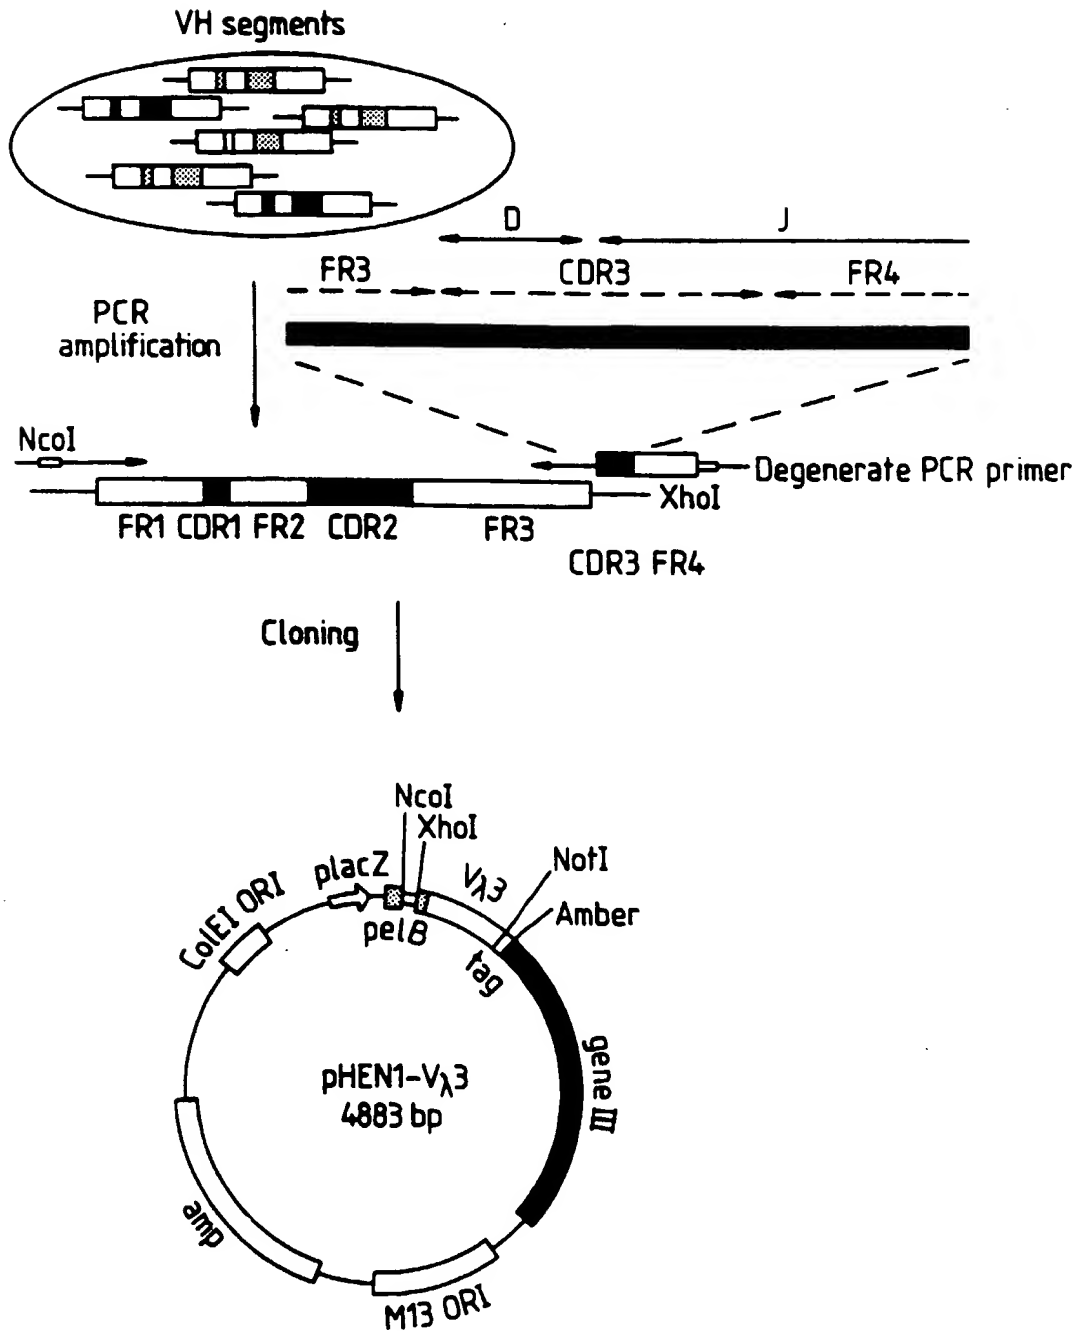 VH segments
D
J
FR3
CDR3
FR4
PCR
amplification
NcoI
Degenerate PCR primer
XhoI
FR1 CDR1 FR2 CDR2 FR3
CDR3 FR4
Cloning
NcoI
XhoI
placZ
Vλ3
NotI
ColEI ORI
pelB
Amber
tag
gene III
pHEN1-Vλ3
4883 bp
amp
M13 ORI